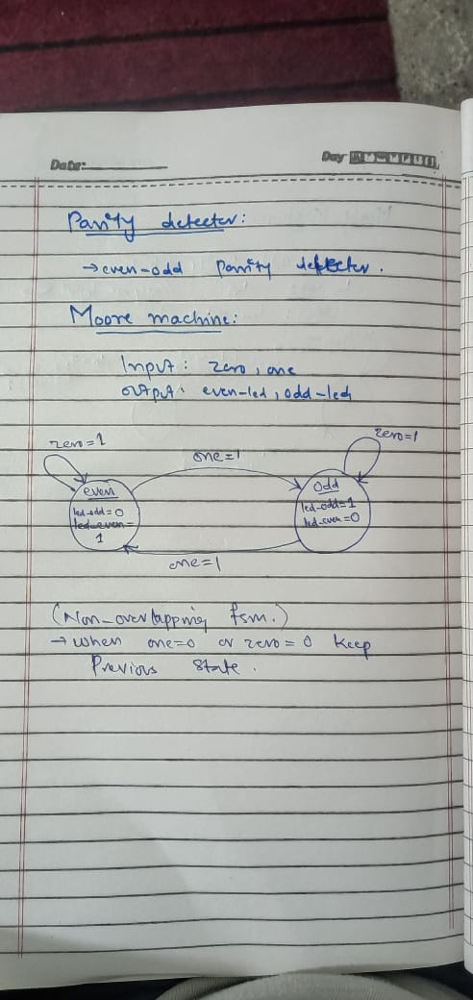 Date:
Day
Parity detector:
→ even-odd Parity detector.
Moore machine:
Input: zero, one
output: even-led, odd-led
zero=1
one=1
zero=1
even
led-odd=0
led-even=
1
odd
led-odd=1
led-even=0
one=1
(Non-overlapping fsm.)
→ when one=0 or zero=0 keep
Previous state.